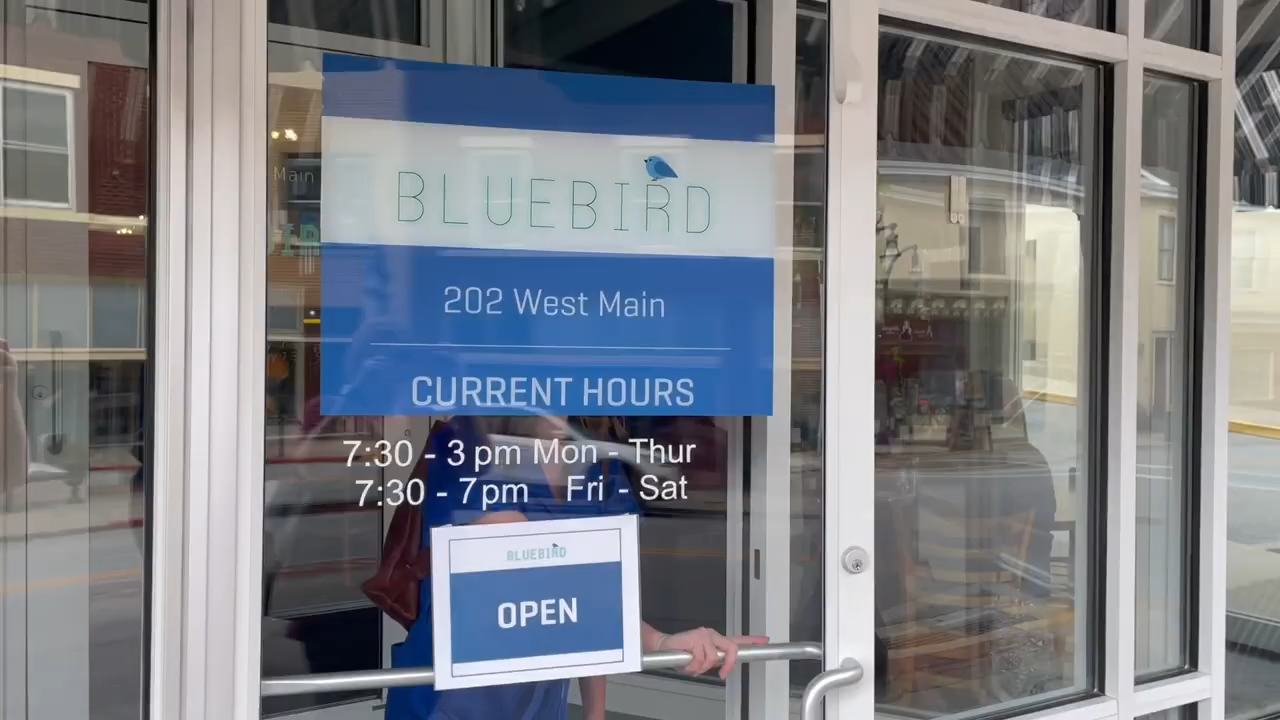 BLUEBIRD
202 West Main
CURRENT HOURS
7:30 - 3 pm Mon - Thur
7:30 - 7pm Fri - Sat
BLUEBIRD
OPEN
Main